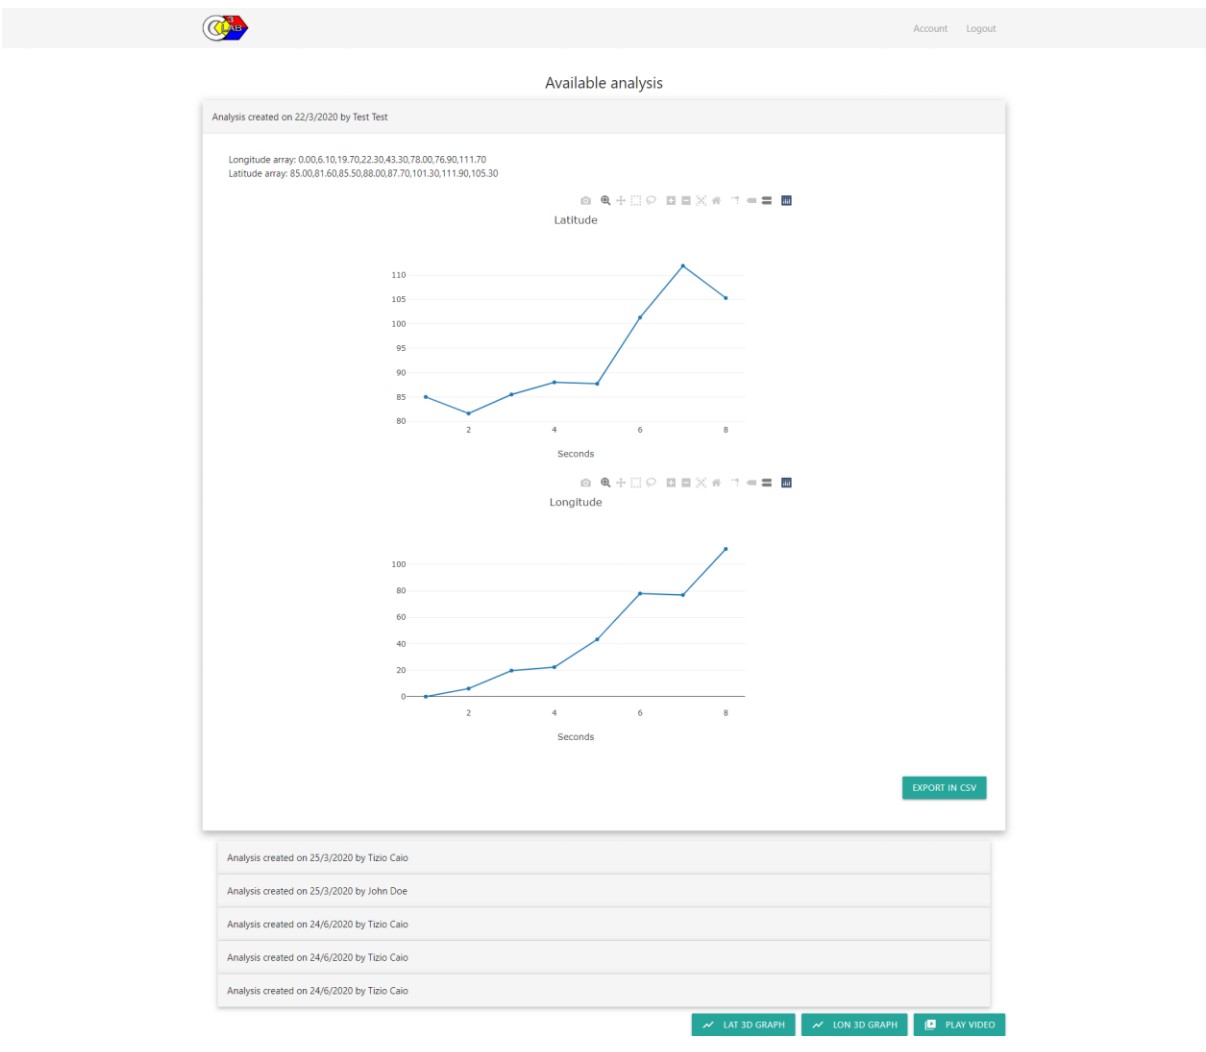 3
C LAB
Account Logout
Available analysis
Analysis created on 22/3/2020 by Test Test
Longitude array: 0.00,6.10,19.70,22.30,43.30,78.00,76.90,111.70
Latitude array: 85.00,81.60,85.50,88.00,87.70,101.30,111.90,105.30
Latitude
110
105
100
95
90
85
80
2 4 6 8
Seconds
Longitude
100
80
60
40
20
0
2 4 6 8
Seconds
EXPORT IN CSV
Analysis created on 25/3/2020 by Tizio Caio
Analysis created on 25/3/2020 by John Doe
Analysis created on 24/6/2020 by Tizio Caio
Analysis created on 24/6/2020 by Tizio Caio
Analysis created on 24/6/2020 by Tizio Caio
LAT 3D GRAPH LON 3D GRAPH PLAY VIDEO